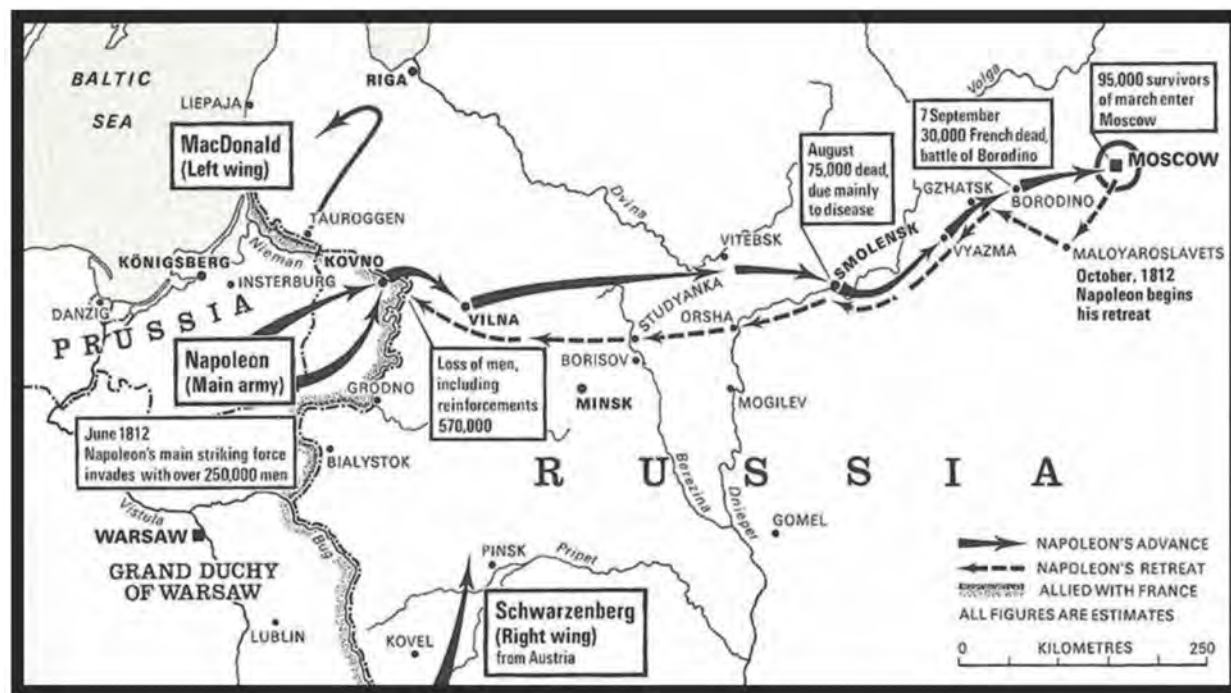 BALTIC
SEA
LIEPAJA
RIGA
MacDonald
(Left wing)
TAUROGGEN
Nieman
KÖNIGSBERG
KOVNO
INSTERBURG
DANZIG
PRUSSIA
VILNA
Napoleon
(Main army)
GRODNO
June 1812
Napoleon's main striking force
invades with over 250,000 men
BIALYSTOK
Vistula
WARSAW
GRAND DUCHY
OF WARSAW
Bug
LUBLIN
KOVEL
PINSK
Pripet
Schwarzenberg
(Right wing)
from Austria
Loss of men,
including
reinforcements
570,000
MINSK
BORISOV
STUDYANKA
ORSHA
VITEBSK
Dvina
MOGILEV
Berezina
Dnieper
GOMEL
RUSSIA
August
75,000 dead,
due mainly
to disease
SMOLENSK
7 September
30,000 French dead,
battle of Borodino
GZHATSK
BORODINO
VYAZMA
Volga
95,000 survivors
of march enter
Moscow
MOSCOW
MALOYAROSLAVETS
October, 1812
Napoleon begins
his retreat
NAPOLEON'S ADVANCE
NAPOLEON'S RETREAT
ALLIED WITH FRANCE
ALL FIGURES ARE ESTIMATES
0 KILOMETRES 250